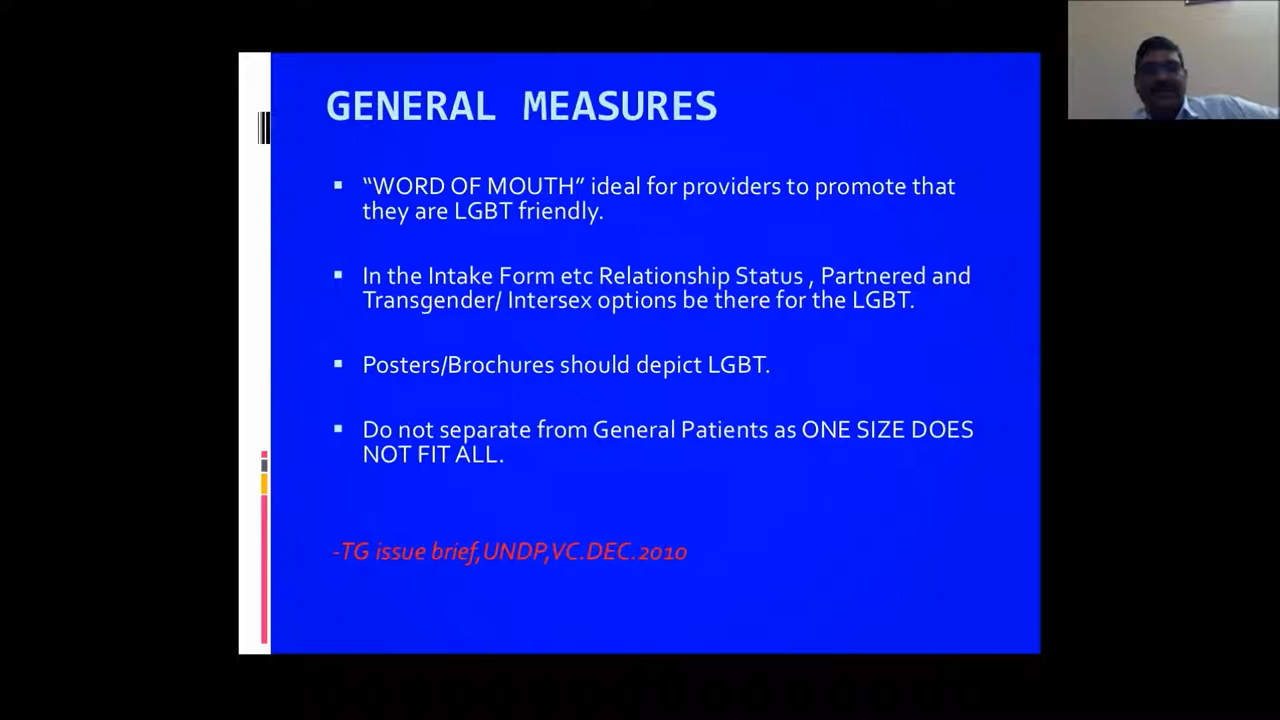 GENERAL MEASURES
“WORD OF MOUTH” ideal for providers to promote that
they are LGBT friendly.
In the Intake Form etc Relationship Status , Partnered and
Transgender/ Intersex options be there for the LGBT.
Posters/Brochures should depict LGBT.
Do not separate from General Patients as ONE SIZE DOES
NOT FIT ALL.
-TG issue brief,UNDP,VC.DEC.2010